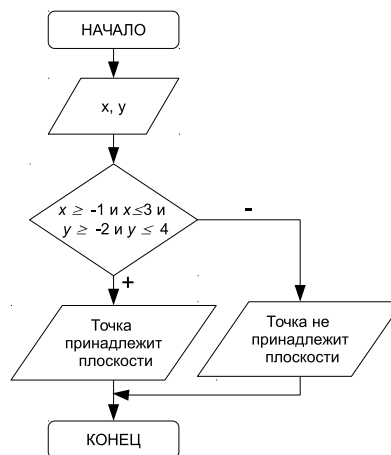 НАЧАЛО
x, y
x ≥ -1 и x ≤3 и
y ≥ -2 и y ≤ 4
-
+
Точка
принадлежит
плоскости
Точка не
принадлежит
плоскости
КОНЕЦ